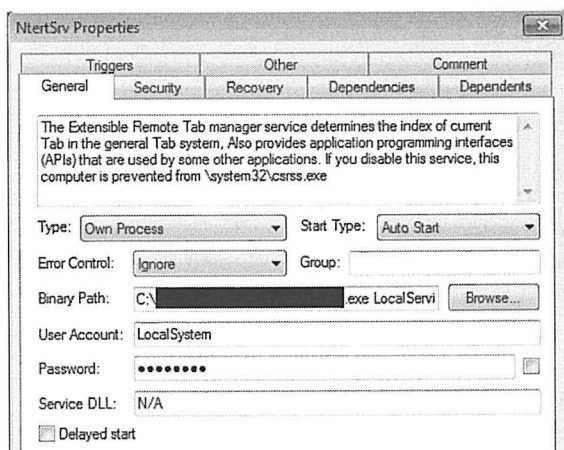 NtertSrv Properties
Triggers Other Comment
General Security Recovery Dependencies Dependents
The Extensible Remote Tab manager service determines the index of current
Tab in the general Tab system, Also provides application programming interfaces
(APIs) that are used by some other applications. If you disable this service, this
computer is prevented from \system32\csrss.exe
Type: Own Process Start Type: Auto Start
Error Control: Ignore Group:
Binary Path: C:\ .exe LocalServi Browse...
User Account: LocalSystem
Password: ••••••••
Service DLL: N/A
Delayed start